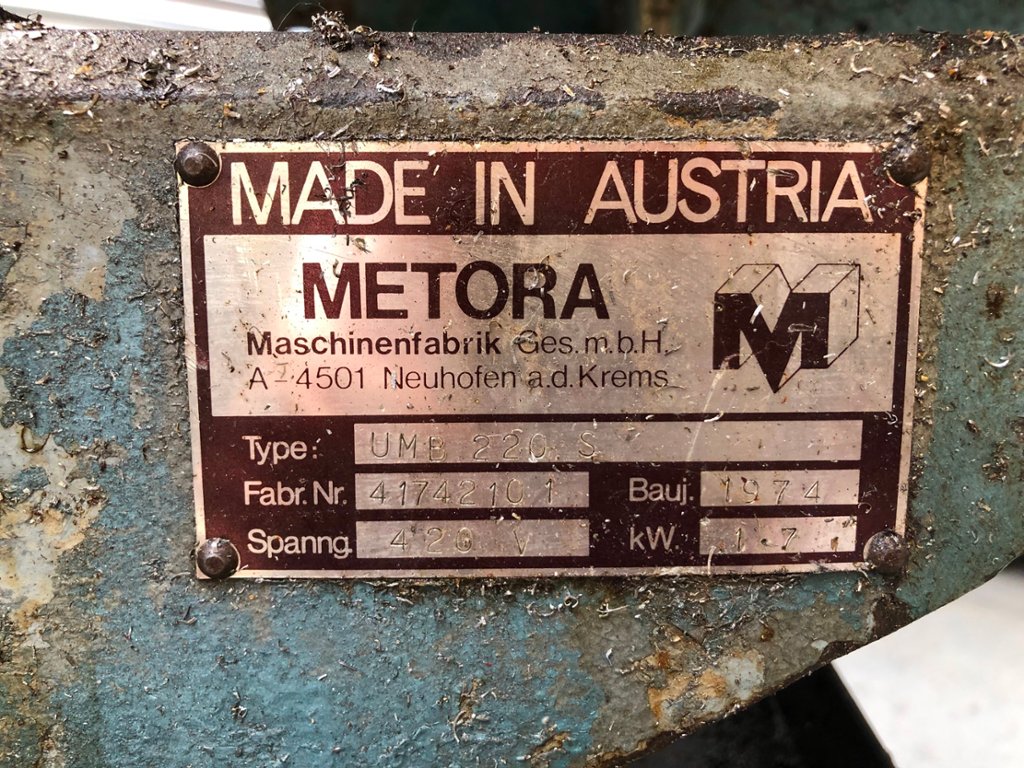 MADE IN AUSTRIA
METORA
M
Maschinenfabrik Ges.m.b.H.
A-4501 Neuhofen a.d.Krems
Type: UMB 220 S
Fabr. Nr. 41742101 Bauj. 1974
Spanng. 420 V kW. 1.7